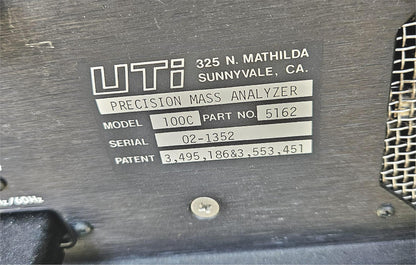 UTi 325 N. MATHILDA
SUNNYVALE, CA.
PRECISION MASS ANALYZER
MODEL 100C PART NO. 5162
SERIAL 02-1352
PATENT 3,495,186&3,553,451